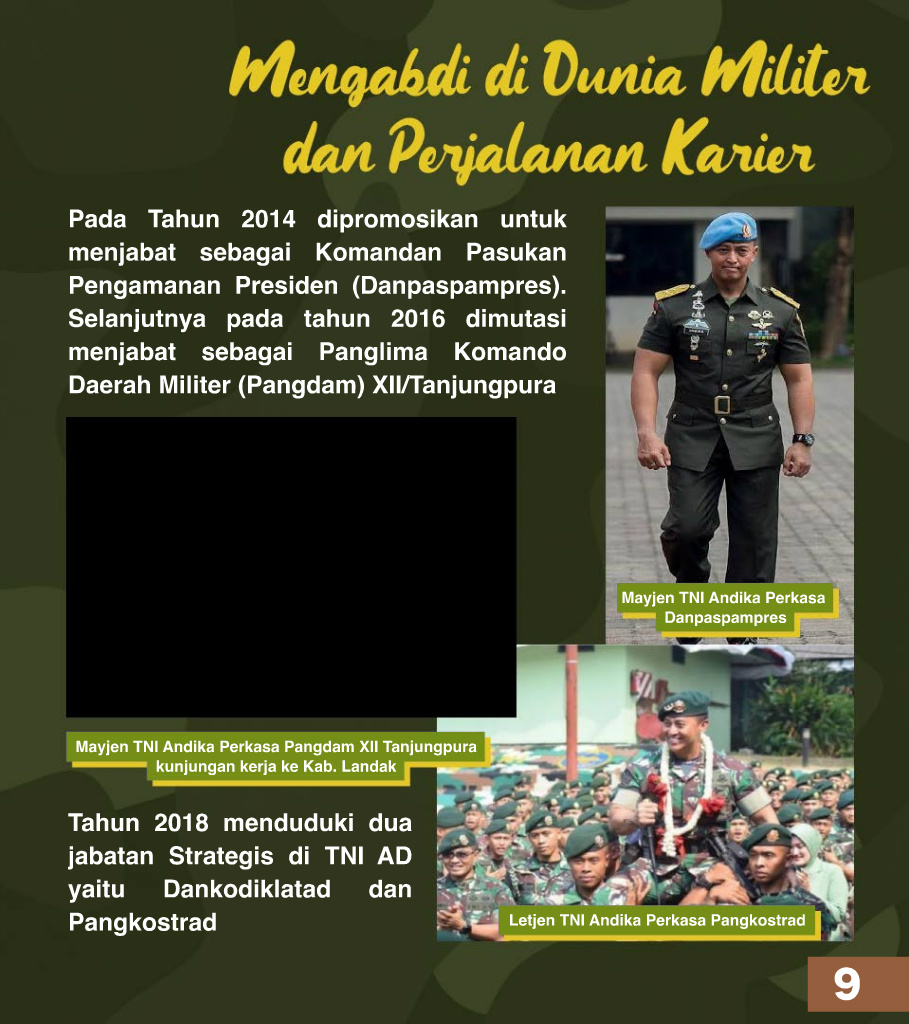 Mengabdi di Dunia Militer
dan Perjalanan Karier
Pada Tahun 2014 dipromosikan untuk
menjabat sebagai Komandan Pasukan
Pengamanan Presiden (Danpaspampres).
Selanjutnya pada tahun 2016 dimutasi
menjabat sebagai Panglima Komando
Daerah Militer (Pangdam) XII/Tanjungpura
Mayjen TNI Andika Perkasa
Danpaspampres
Mayjen TNI Andika Perkasa Pangdam XII Tanjungpura
kunjungan kerja ke Kab. Landak
Tahun 2018 menduduki dua
jabatan Strategis di TNI AD
yaitu Dankodiklatad dan
Pangkostrad
Letjen TNI Andika Perkasa Pangkostrad
9